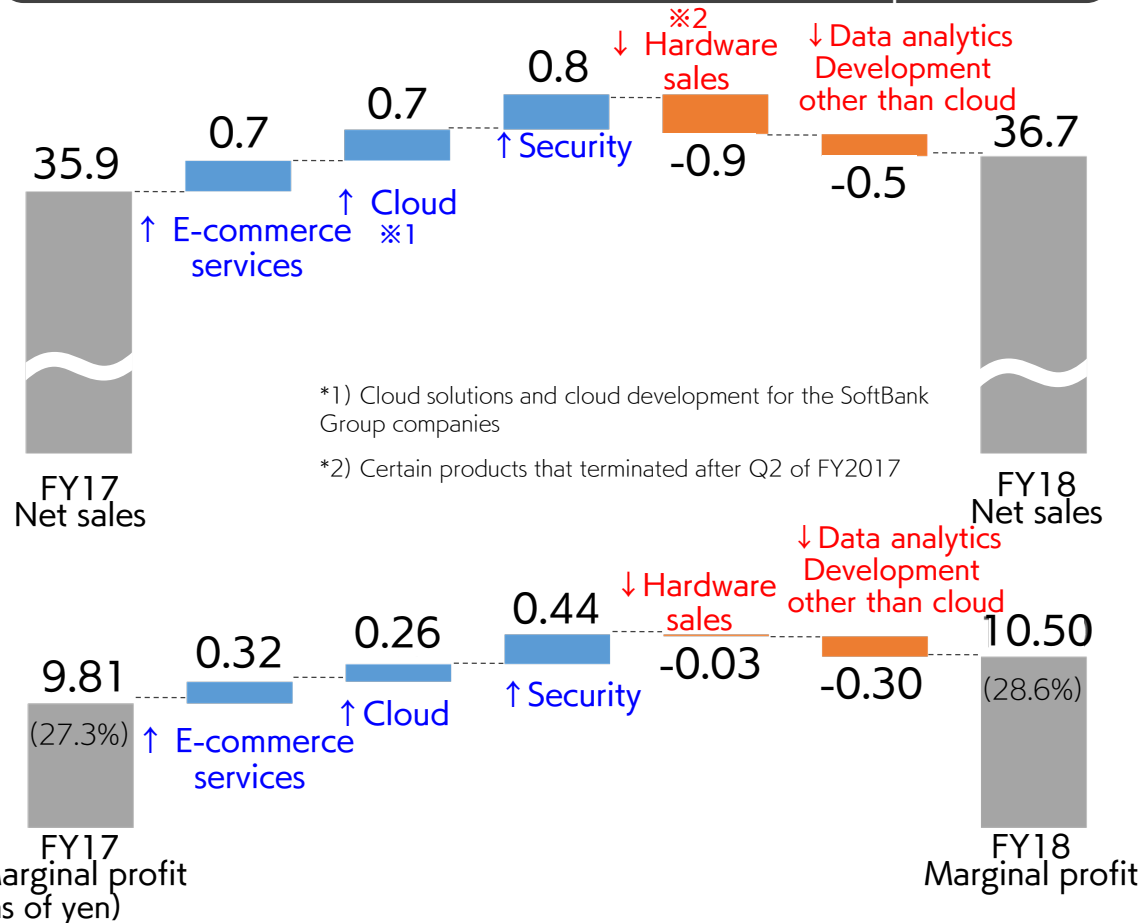 ※2
↓ Hardware
sales
↓Data analytics
Development
other than cloud
35.9
0.7
0.7
0.8
-0.9
-0.5
36.7
↑ E-commerce
services
↑ Cloud
※1
↑Security
*1) Cloud solutions and cloud development for the SoftBank
Group companies
*2) Certain products that terminated after Q2 of FY2017
FY17
Net sales
FY18
Net sales
↓Hardware
sales
↓Data analytics
Development
other than cloud
9.81
(27.3%)
0.32
0.26
0.44
-0.03
-0.30
10.50
(28.6%)
↑ E-commerce
services
↑Cloud
↑Security
FY17
profit
of yen)
FY18
Marginal profit